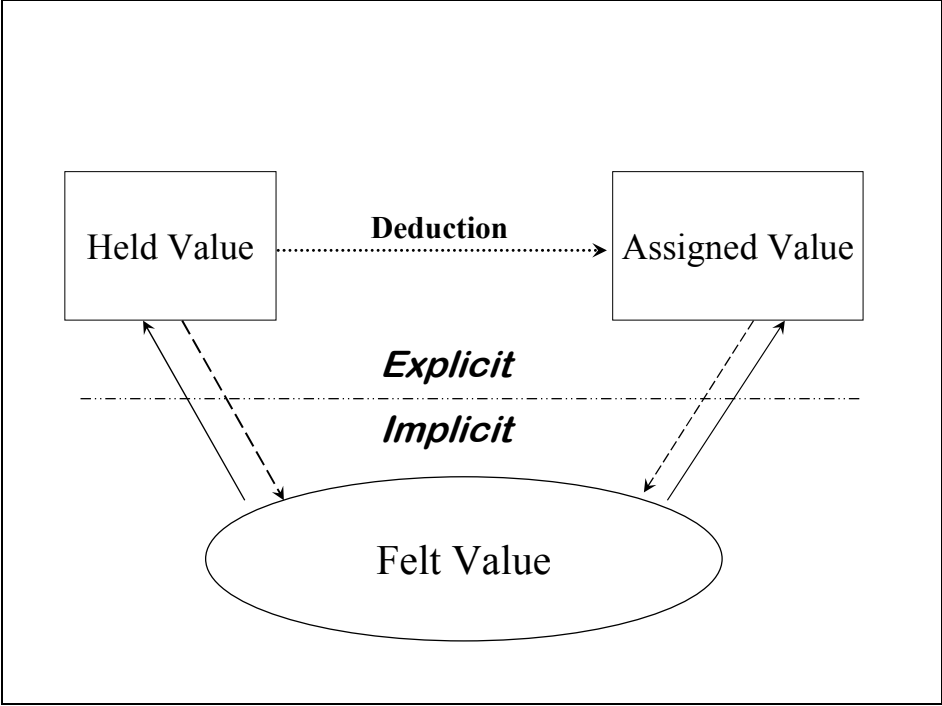 Deduction
Held Value
Assigned Value
Explicit
Implicit
Felt Value